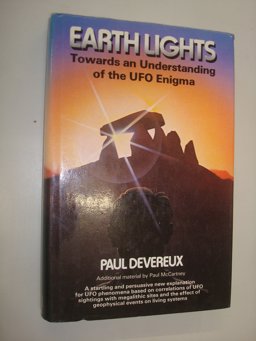 EARTH LIGHTS
Towards an Understanding
of the UFO Enigma
PAUL DEVEREUX
Additional material by Paul McCartney
A startling and persuasive new explanation
for UFO phenomena based on correlations of UFO
sightings with megalithic sites and the effect of
geophysical events on living systems